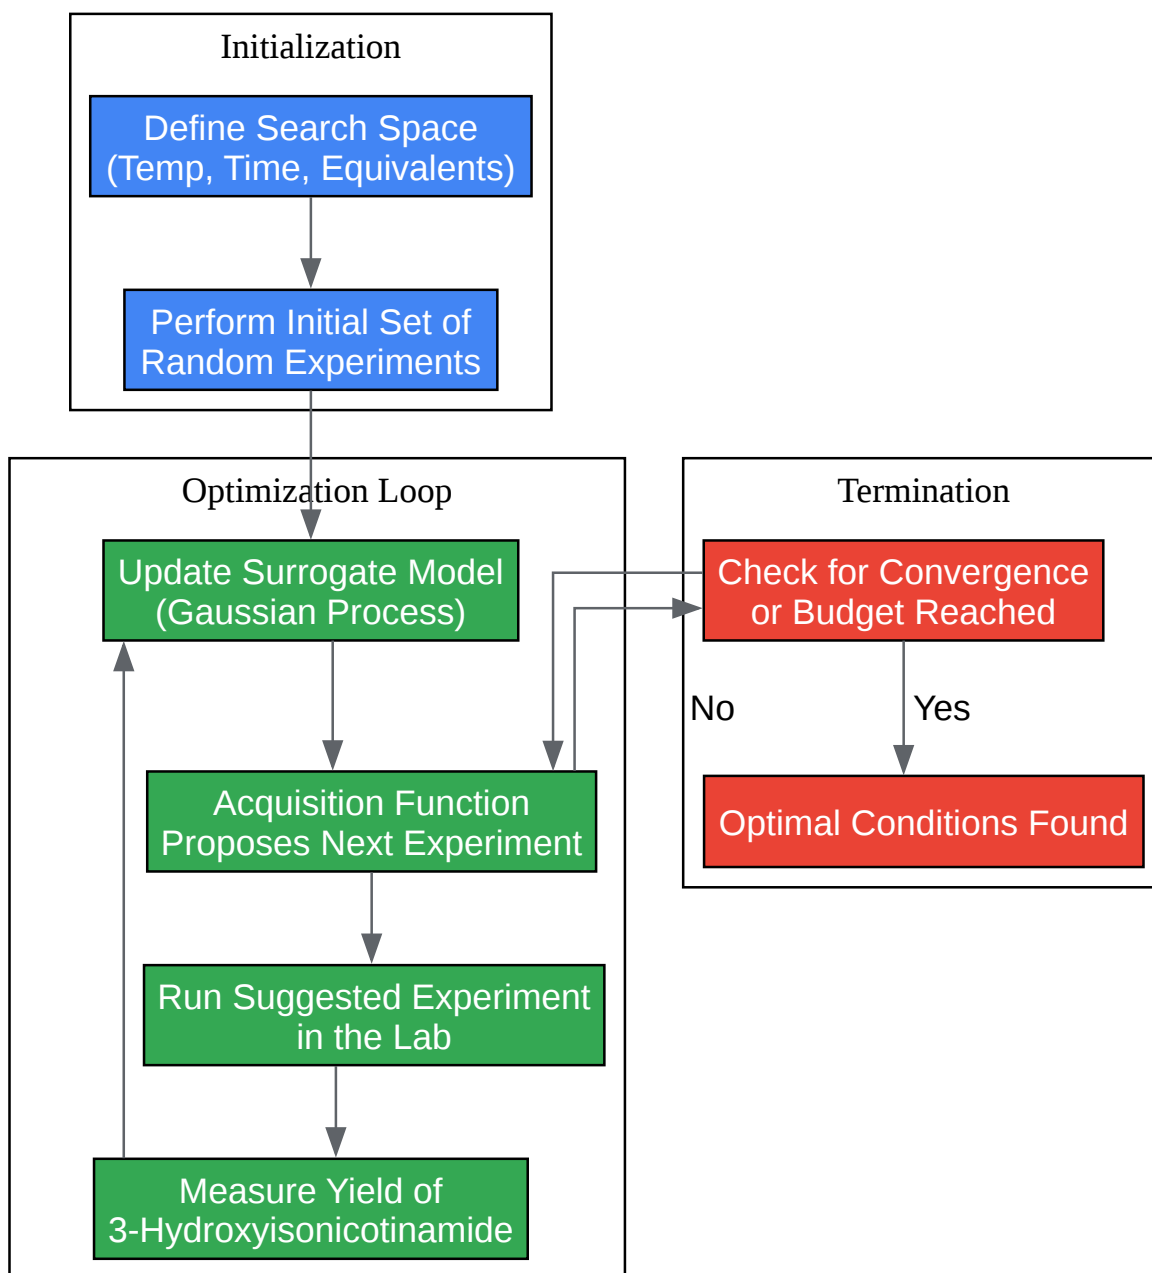 Initialization
Define Search Space
(Temp, Time, Equivalents)
Perform Initial Set of
Random Experiments
Optimization Loop
Update Surrogate Model
(Gaussian Process)
Acquisition Function
Proposes Next Experiment
Run Suggested Experiment
in the Lab
Measure Yield of
3-Hydroxyisonicotinamide
Termination
Check for Convergence
or Budget Reached
No
Yes
Optimal Conditions Found